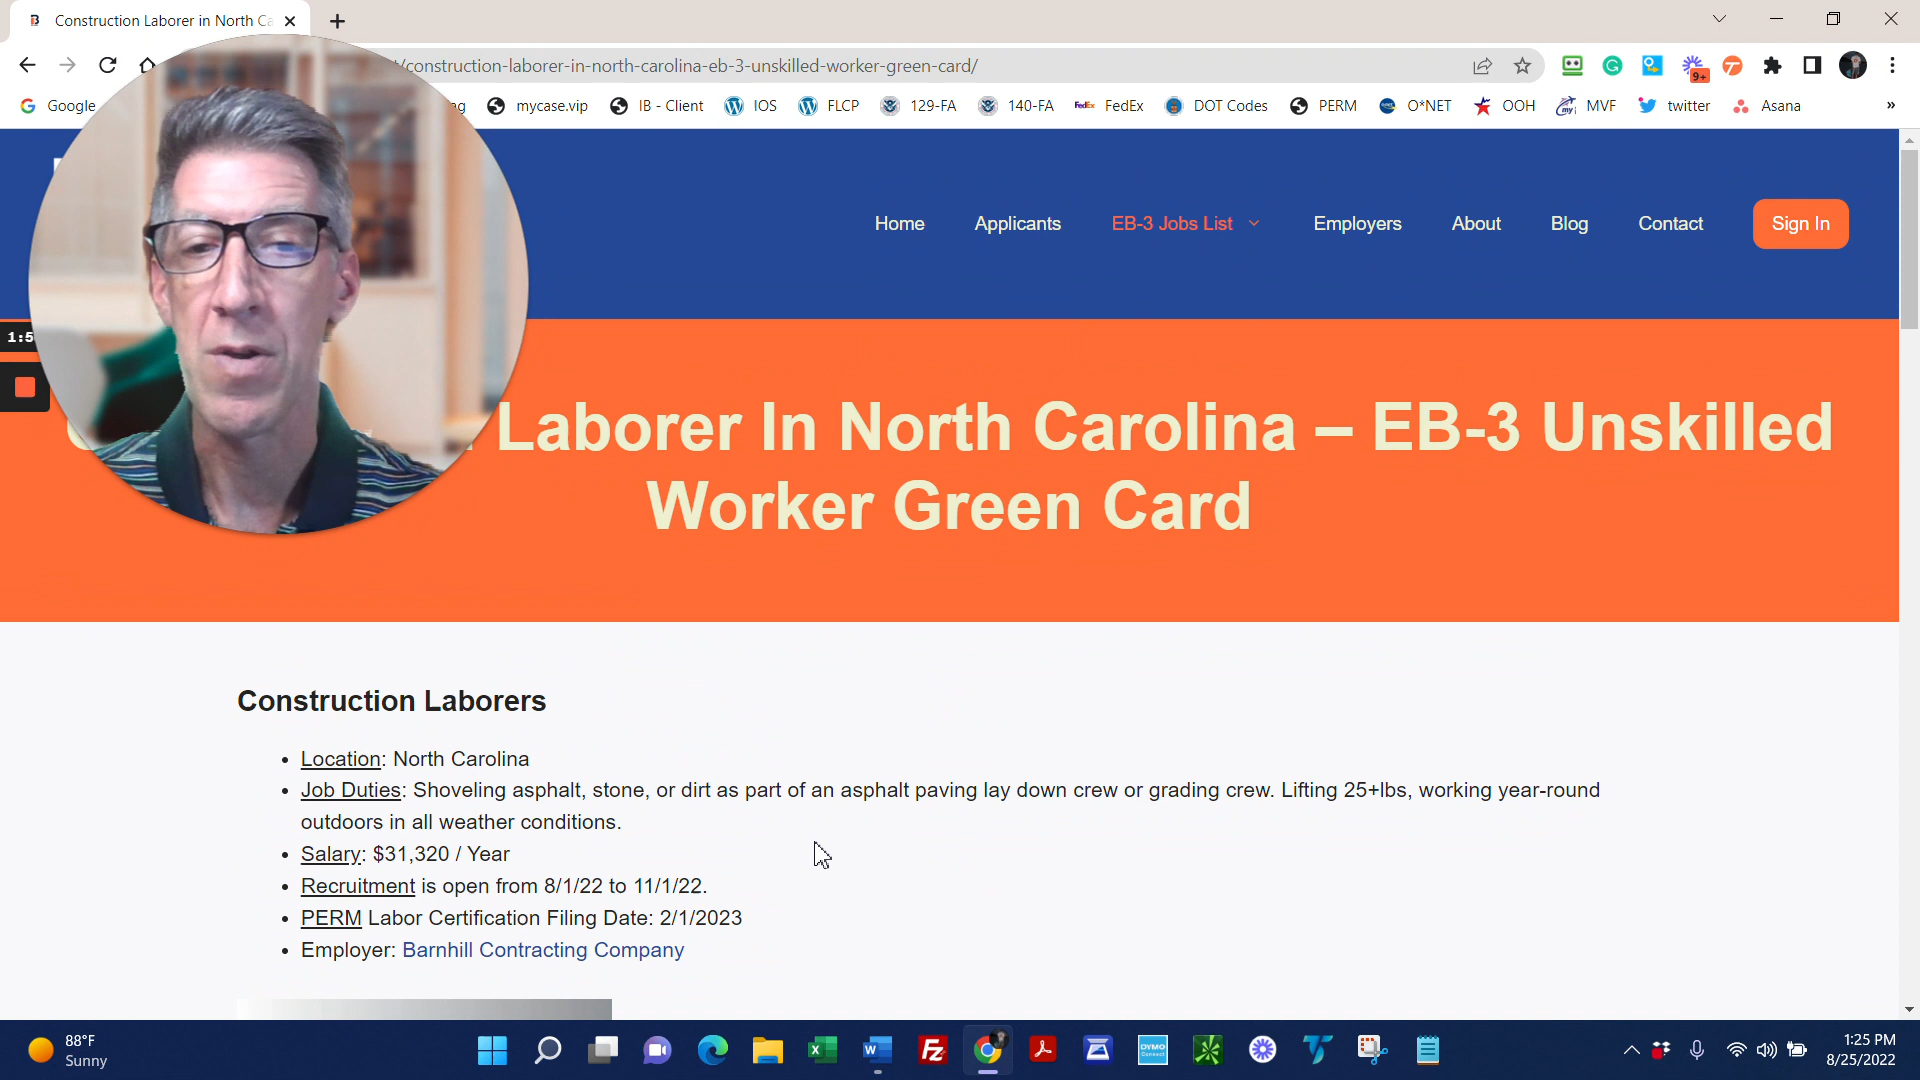 Construction Laborer in North Ca
/construction-laborer-in-north-carolina-eb-3-unskilled-worker-green-card/
9+
Google
mycase.vip
IB - Client
IOS
FLCP
129-FA
140-FA
FedEx
FedEx
DOT Codes
PERM
O*NET
OOH
MVF
twitter
Asana
»
Home
Applicants
EB-3 Jobs List
Employers
About
Blog
Contact
Sign In
Laborer In North Carolina – EB-3 Unskilled
Worker Green Card
Construction Laborers
• Location: North Carolina
• Job Duties: Shoveling asphalt, stone, or dirt as part of an asphalt paving lay down crew or grading crew. Lifting 25+lbs, working year-round
outdoors in all weather conditions.
• Salary: $31,320 / Year
• Recruitment is open from 8/1/22 to 11/1/22.
• PERM Labor Certification Filing Date: 2/1/2023
• Employer: Barnhill Contracting Company
88°F
Sunny
DYMO
Connect
1:25 PM
8/25/2022